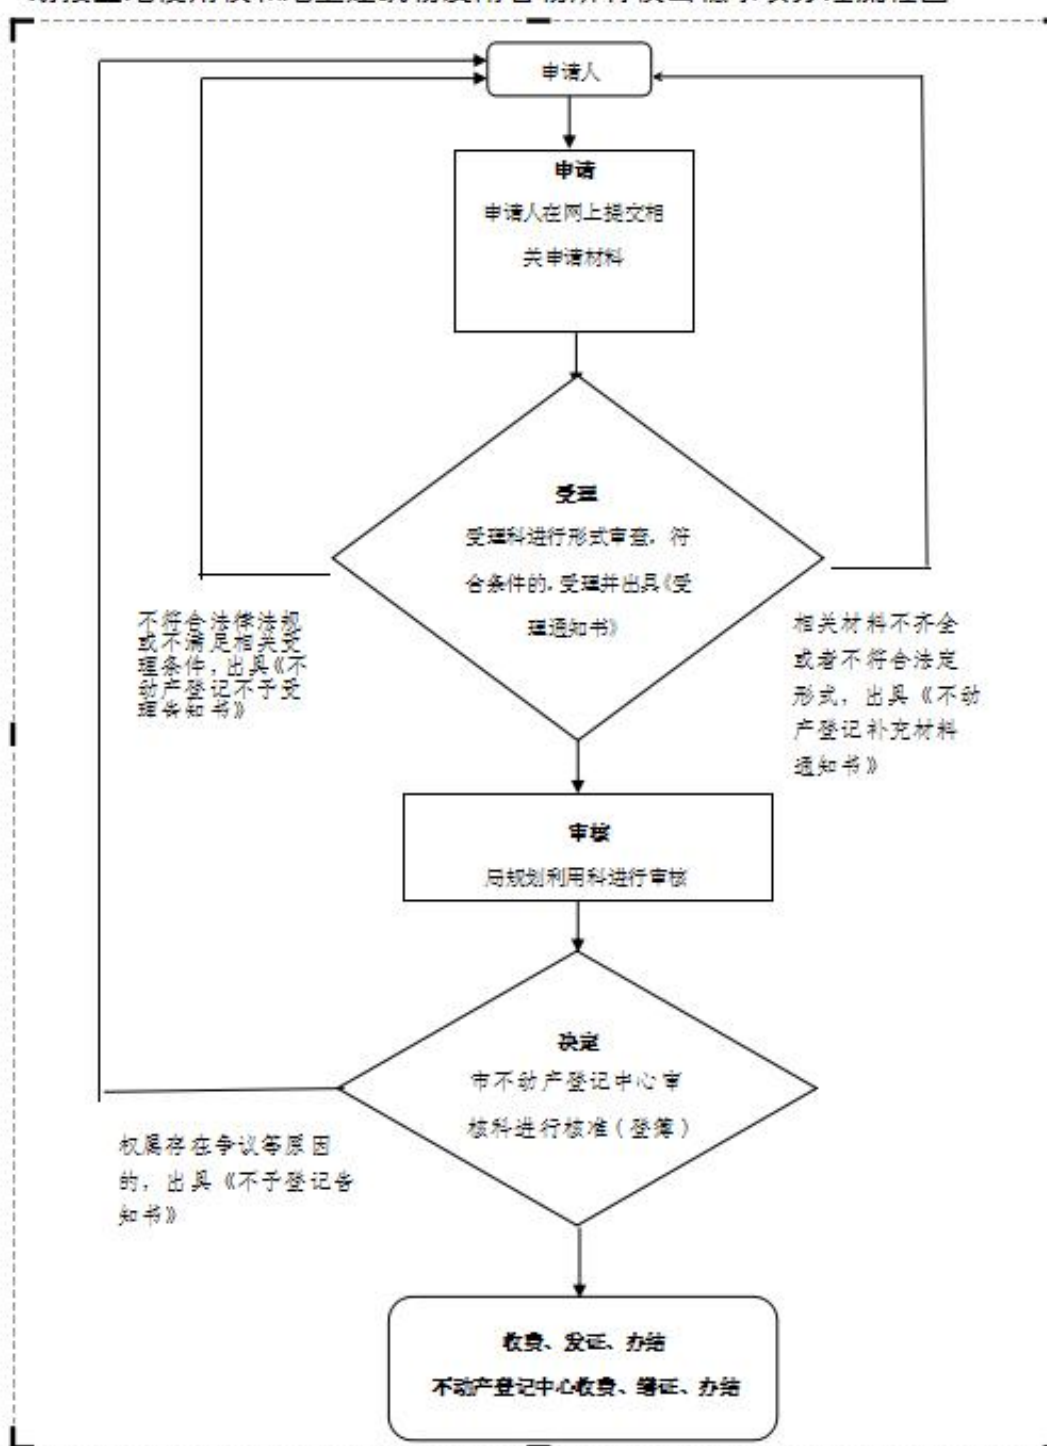 申请人
申请
申请人在网上提交相
关申请材料
受理
受理科进行形式审查，符
合条件的，受理并出具《受
理通知书》
不符合法律法规
或不满足相关受
理条件，出具《不
动产登记不予受
理告知书》
相关材料不齐全
或者不符合法定
形式，出具《不动
产登记补充材料
通知书》
审核
局规划利用科进行审核
决定
市不动产登记中心审
核科进行核准（登簿）
权属存在争议等原因
的，出具《不予登记告
知书》
收费、发证、办结
不动产登记中心收费、缮证、办结